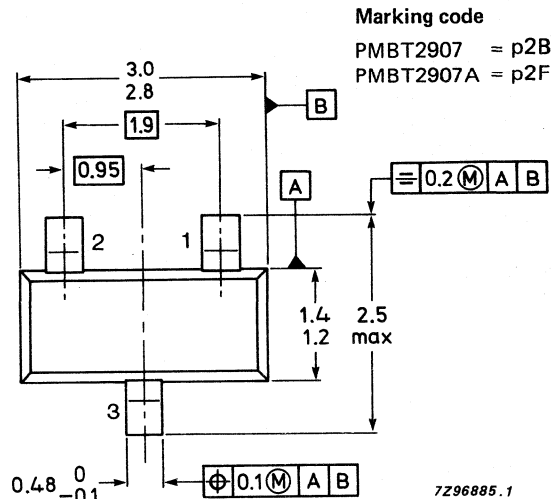 Marking code
PMBT2907 = p2B
PMBT2907A = p2F
3.0
2.8
B
1.9
0.95
A
0.2 Ⓜ A B
2
1
1.4
1.2
2.5
max
3
0.48 0
−0.1
0.1 Ⓜ A B
7Z96885.1